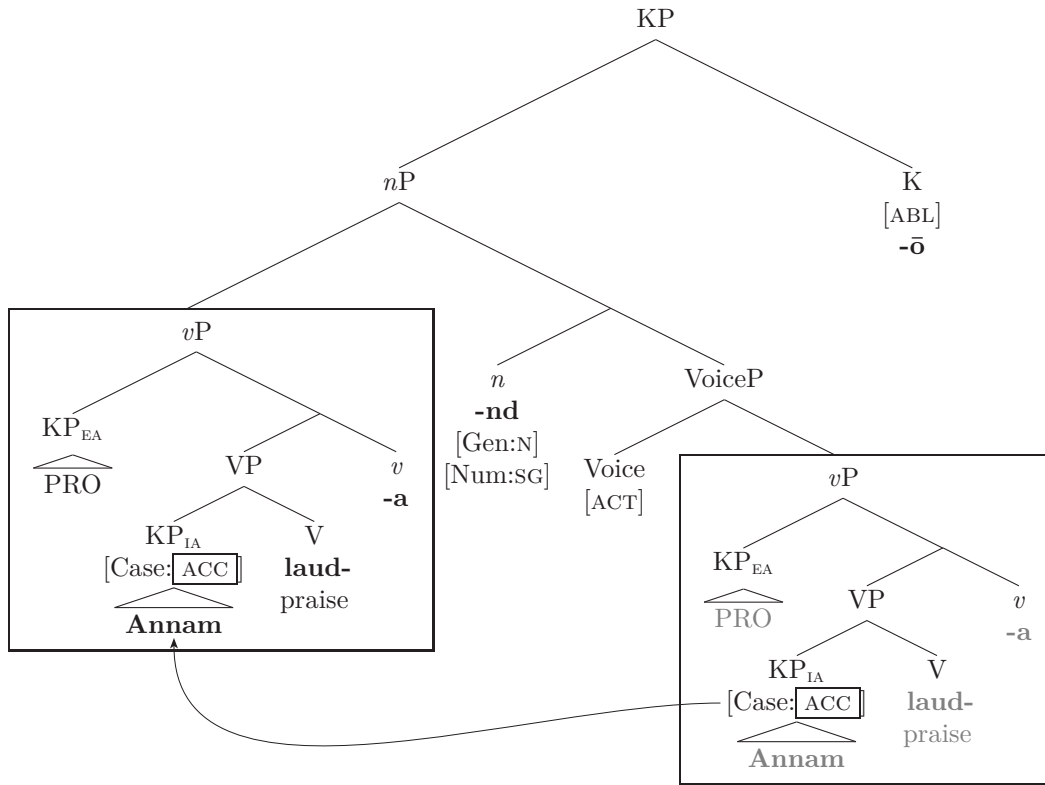 KP
nP
K
[ABL]
-ō
vP
n
-nd
[Gen:N]
[Num:SG]
VoiceP
KP_EA
PRO
VP
v
-a
Voice
[ACT]
vP
KP_IA
[Case: ACC]
Annam
V
laud-
praise
KP_EA
PRO
VP
v
-a
KP_IA
[Case: ACC]
Annam
V
laud-
praise